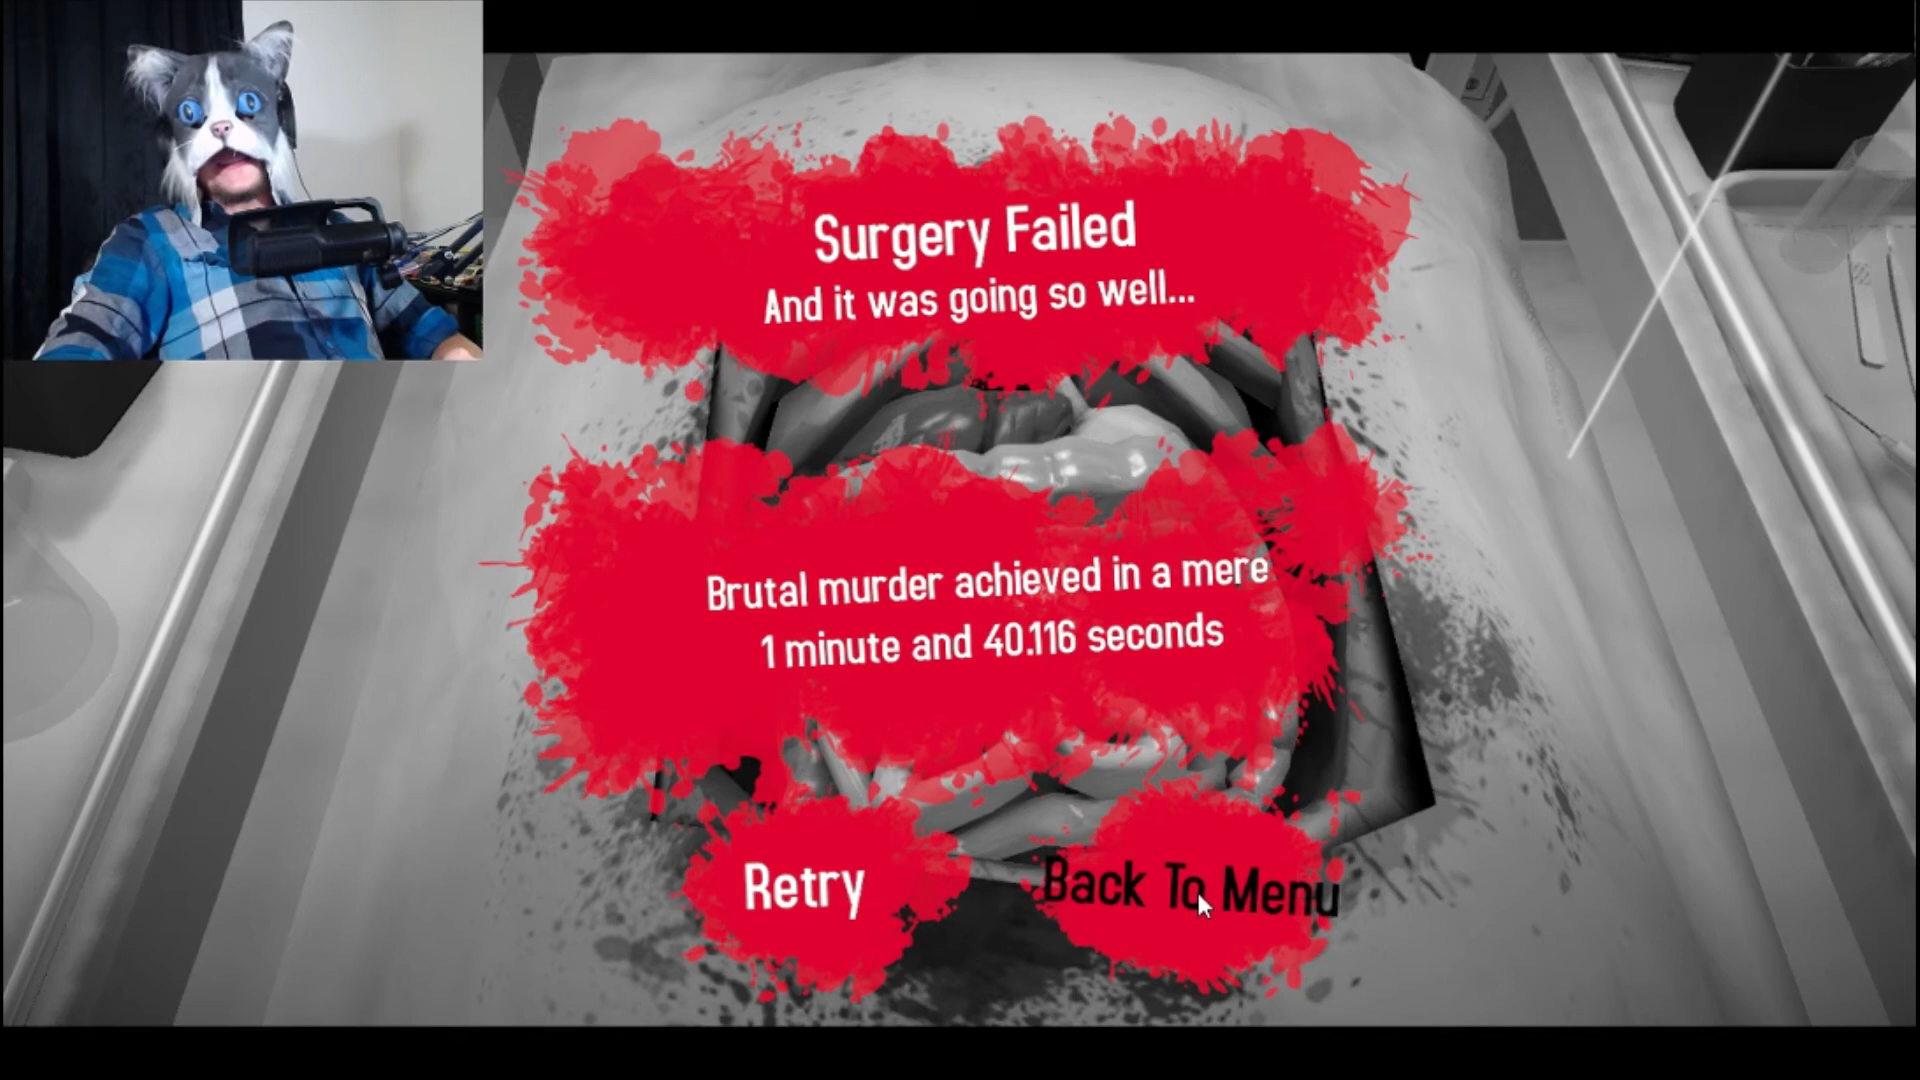 Surgery Failed
And it was going so well...
Brutal murder achieved in a mere
1 minute and 40.116 seconds
Retry
Back To Menu